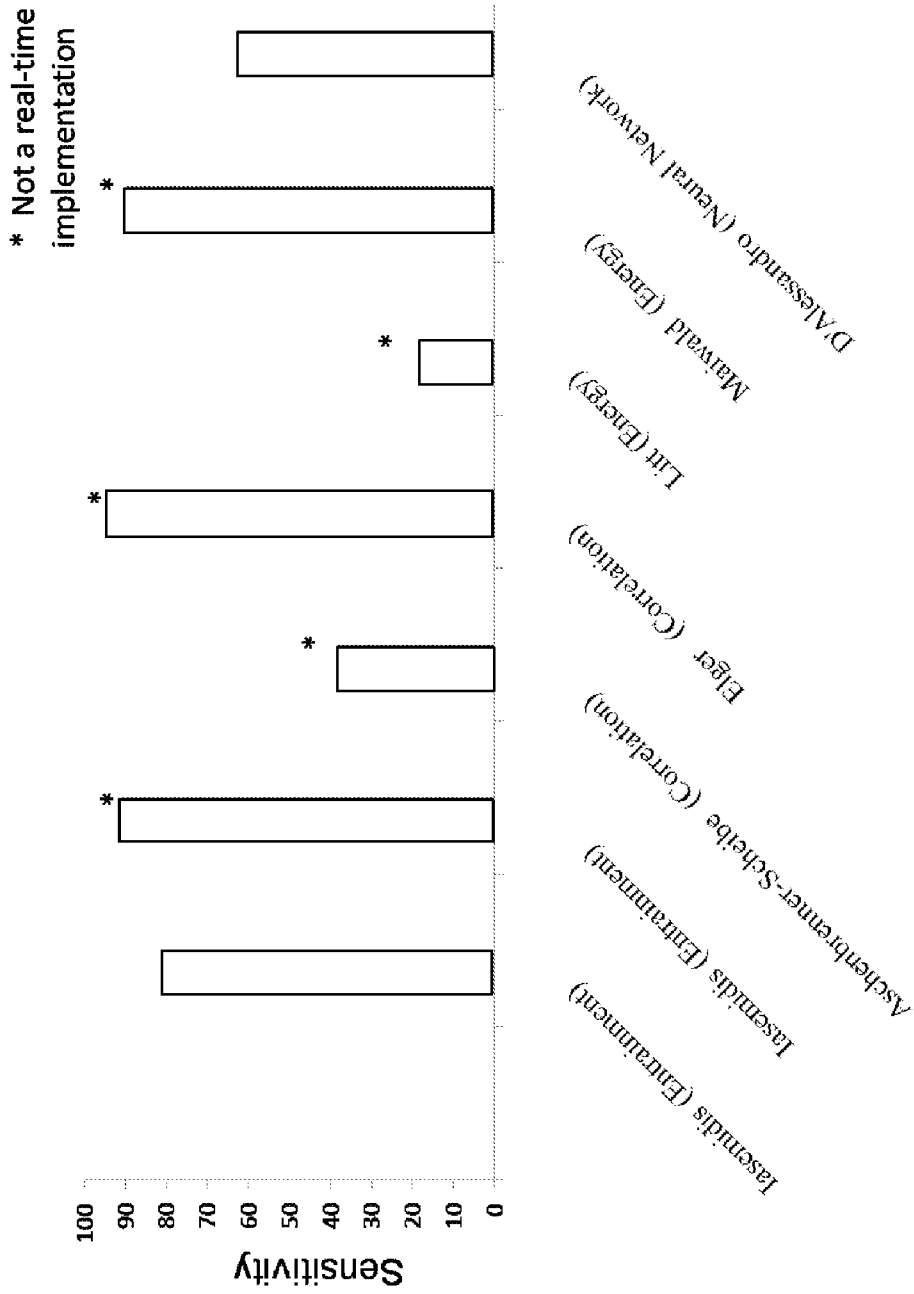 * Not a real-time
implementation
Sensitivity
100
90
80
70
60
50
40
30
20
10
0
*
*
*
*
*
Iasemidis (Entrainment)
Iasemidis (Entrainment)
Aschenbrenner-Scheibe (Correlation)
Elger (Correlation)
Litt (Energy)
Maiwald (Energy)
D'Alessandro (Neural Network)